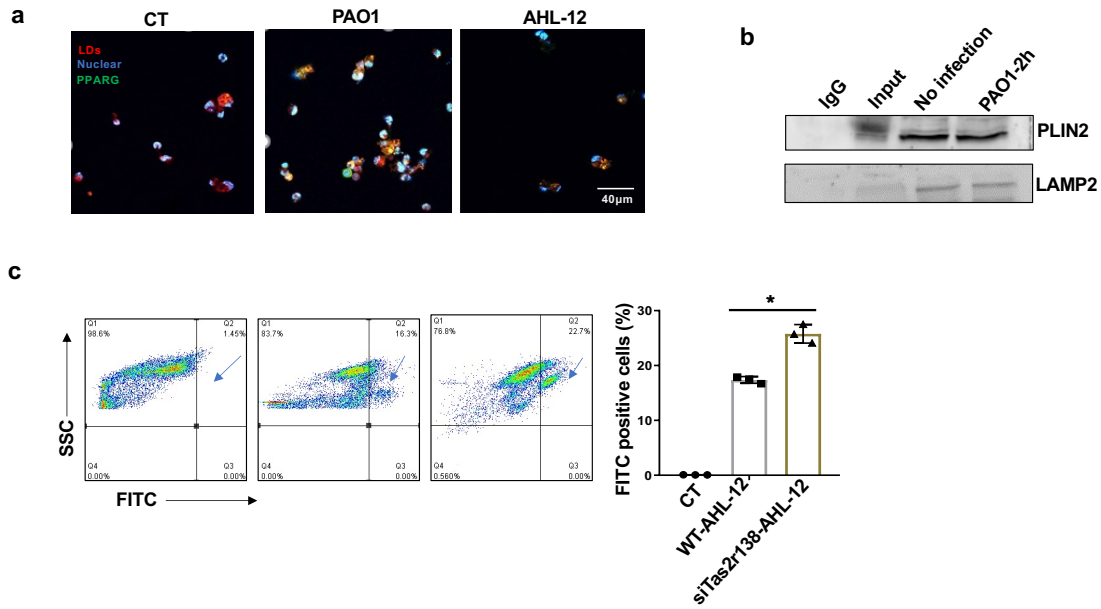 a
CT
PAO1
AHL-12
LDs
Nuclear
PPARG
40µm
b
IgG
Input
No infection
PAO1-2h
PLIN2
LAMP2
c
SSC
FITC
Q1
98.6%
Q2
1.45%
Q4
0.00%
Q3
0.00%
Q1
83.7%
Q2
16.3%
Q4
0.00%
Q3
0.00%
Q1
76.8%
Q2
22.7%
Q4
0.560%
Q3
0.00%
FITC positive cells (%)
30
20
10
0
*
CT
WT-AHL-12
siTas2r138-AHL-12